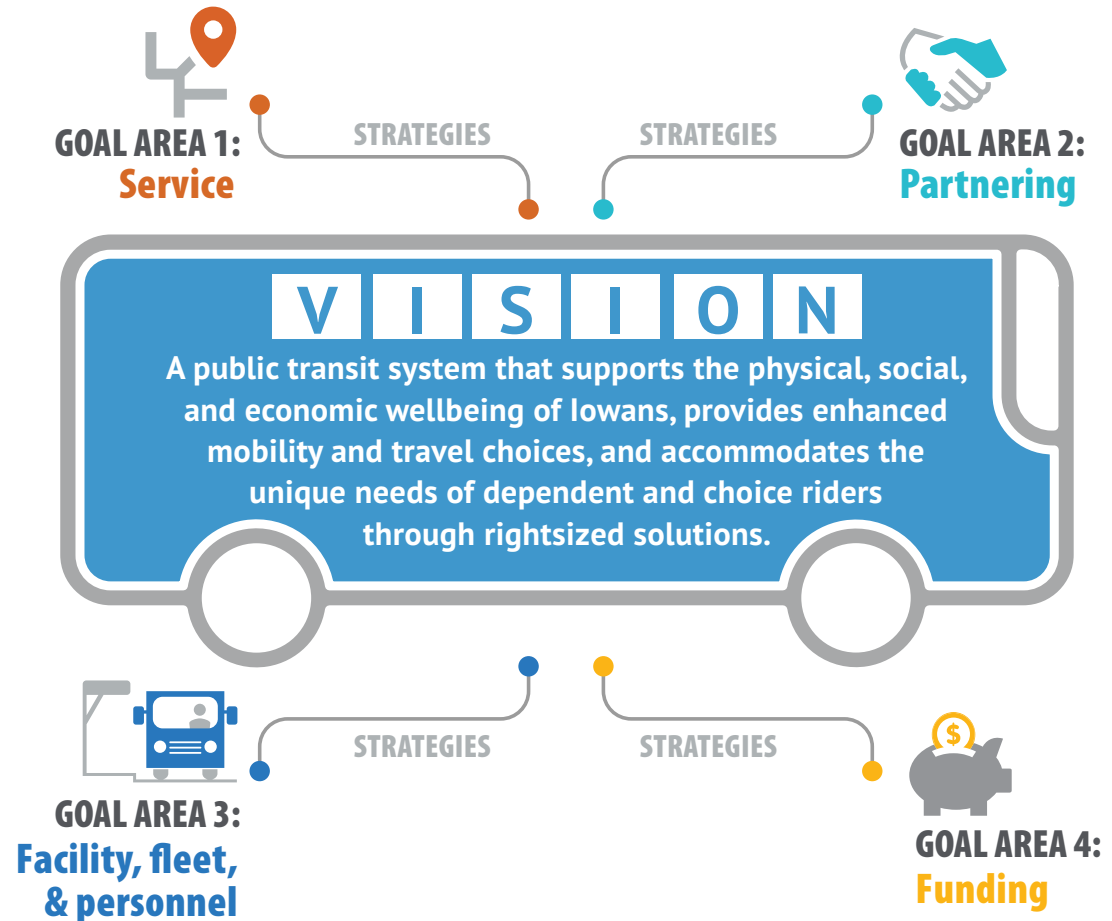 GOAL AREA 1:
Service
STRATEGIES
STRATEGIES
GOAL AREA 2:
Partnering
VISION
A public transit system that supports the physical, social,
and economic wellbeing of Iowans, provides enhanced
mobility and travel choices, and accommodates the
unique needs of dependent and choice riders
through rightsized solutions.
GOAL AREA 3:
Facility, fleet,
& personnel
STRATEGIES
STRATEGIES
$
GOAL AREA 4:
Funding